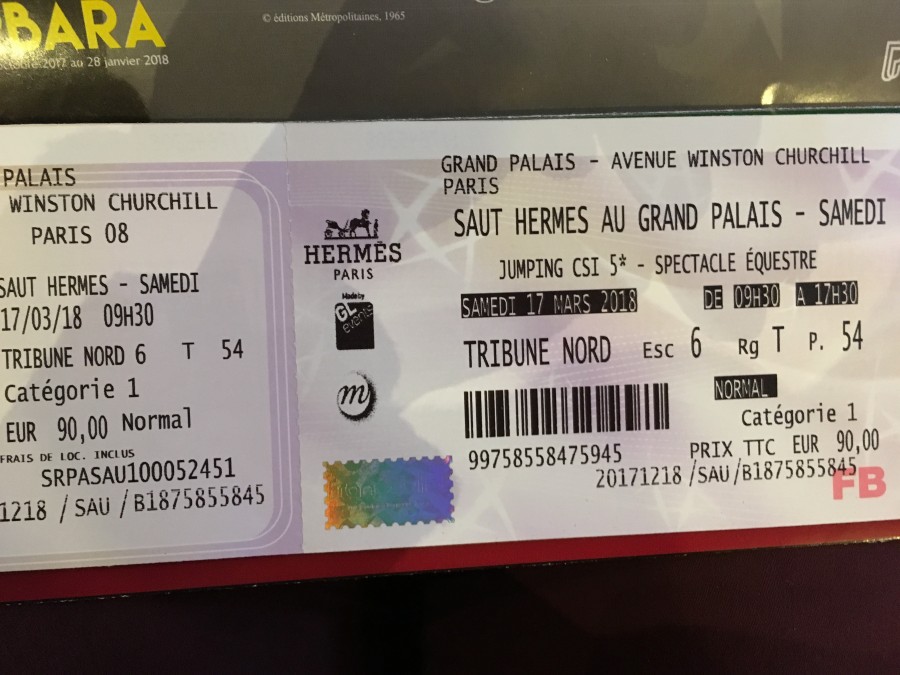 BARA
2017 au 28 janvier 2018
© éditions Métropolitaines, 1965
PALAIS
WINSTON CHURCHILL
PARIS 08
SAUT HERMES - SAMEDI
17/03/18 09H30
TRIBUNE NORD 6 T 54
Catégorie 1
EUR 90,00 Normal
FRAIS DE LOC. INCLUS
SRPASAU100052451
1218 /SAU /B1875855845
HERMÈS
PARIS
Made by
GL
events
m
GRAND PALAIS - AVENUE WINSTON CHURCHILL
PARIS
SAUT HERMES AU GRAND PALAIS - SAMEDI
JUMPING CSI 5* - SPECTACLE ÉQUESTRE
SAMEDI 17 MARS 2018 DE 09H30 A 17H30
TRIBUNE NORD Esc 6 Rg T P. 54
NORMAL
Catégorie 1
PRIX TTC EUR 90,00
99758558475945
20171218 /SAU/B1875855845
FB